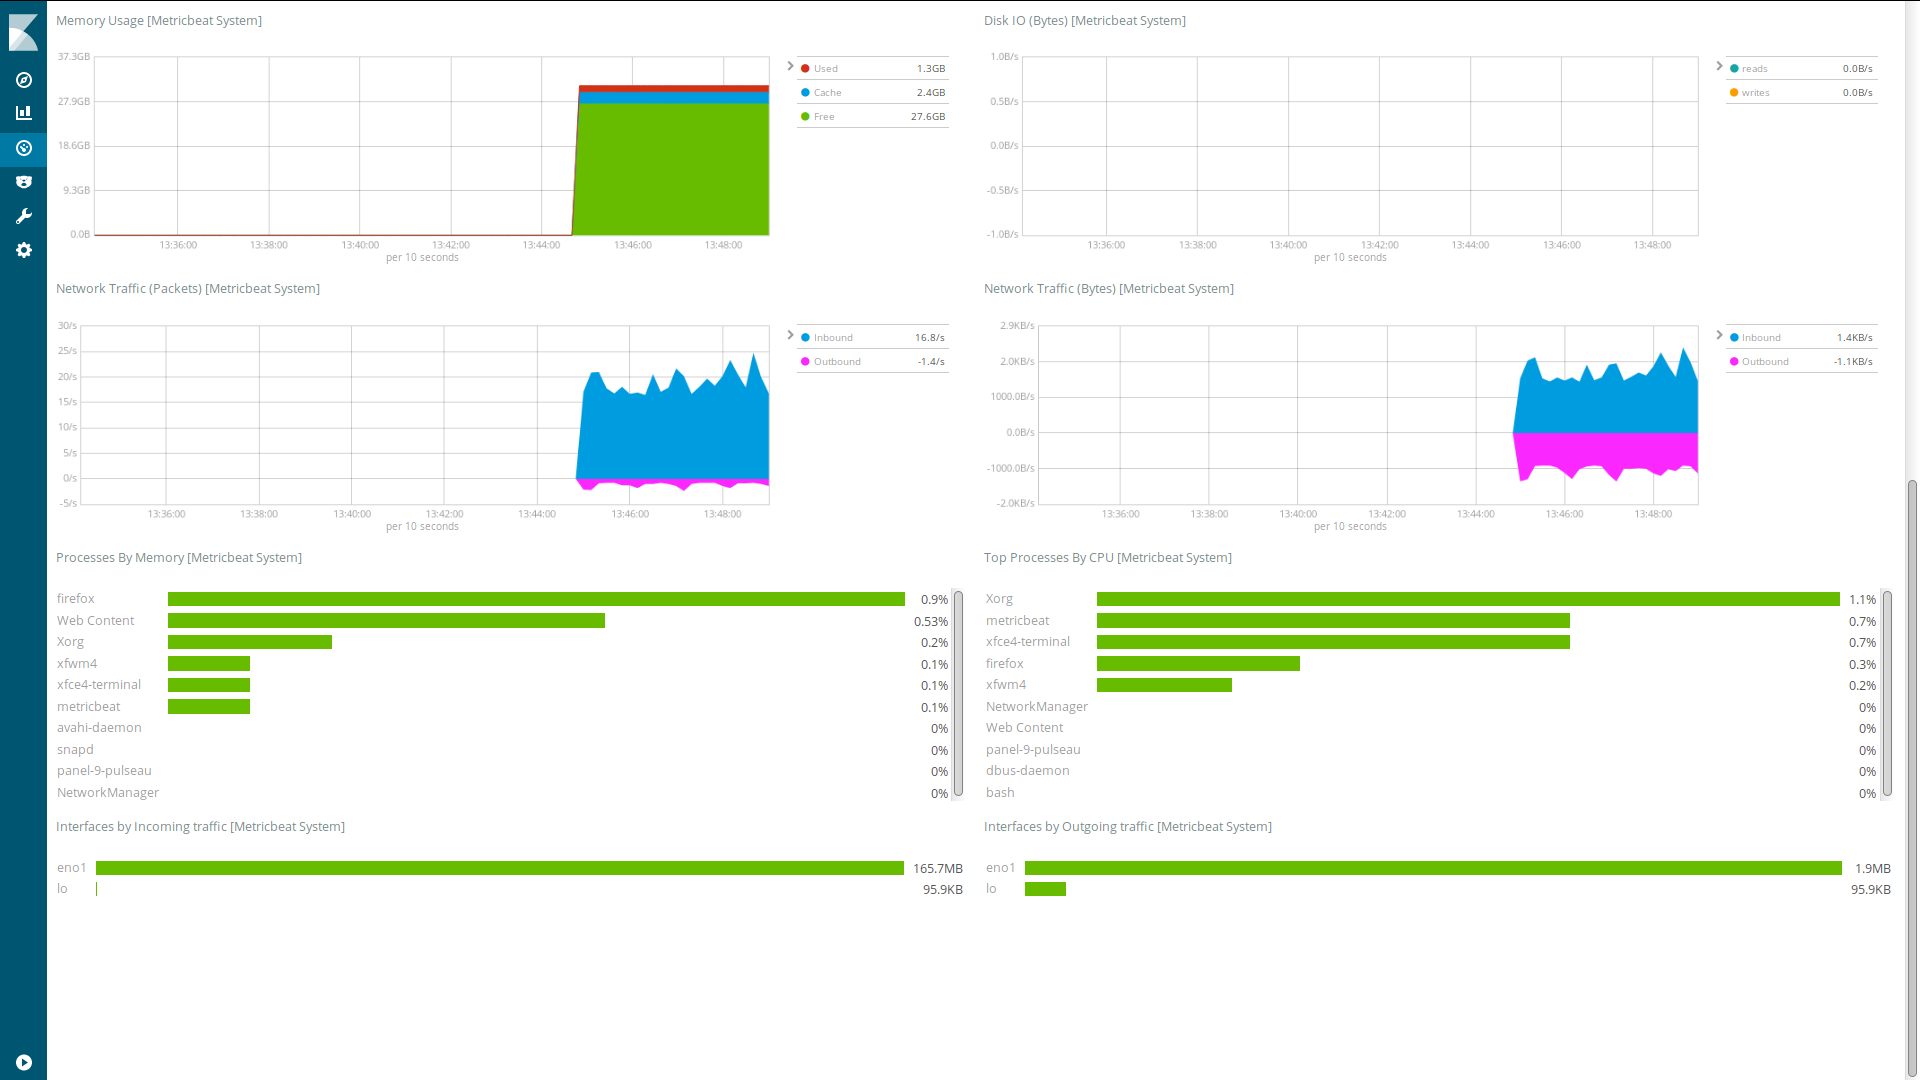 Memory Usage [Metricbeat System]
37.3GB
27.9GB
18.6GB
9.3GB
0.0B
13:36:00 13:38:00 13:40:00 13:42:00 13:44:00 13:46:00 13:48:00
per 10 seconds
Used 1.3GB
Cache 2.4GB
Free 27.6GB
Disk IO (Bytes) [Metricbeat System]
1.0B/s
0.5B/s
0.0B/s
-0.5B/s
-1.0B/s
13:36:00 13:38:00 13:40:00 13:42:00 13:44:00 13:46:00 13:48:00
per 10 seconds
reads 0.0B/s
writes 0.0B/s
Network Traffic (Packets) [Metricbeat System]
30/s
25/s
20/s
15/s
10/s
5/s
0/s
-5/s
13:36:00 13:38:00 13:40:00 13:42:00 13:44:00 13:46:00 13:48:00
per 10 seconds
Inbound 16.8/s
Outbound -1.4/s
Network Traffic (Bytes) [Metricbeat System]
2.9KB/s
2.0KB/s
1000.0B/s
0.0B/s
-1000.0B/s
-2.0KB/s
13:36:00 13:38:00 13:40:00 13:42:00 13:44:00 13:46:00 13:48:00
per 10 seconds
Inbound 1.4KB/s
Outbound -1.1KB/s
Processes By Memory [Metricbeat System]
firefox 0.9%
Web Content 0.53%
Xorg 0.2%
xfwm4 0.1%
xfce4-terminal 0.1%
metricbeat 0.1%
avahi-daemon 0%
snapd 0%
panel-9-pulseau 0%
NetworkManager 0%
Top Processes By CPU [Metricbeat System]
Xorg 1.1%
metricbeat 0.7%
xfce4-terminal 0.7%
firefox 0.3%
xfwm4 0.2%
NetworkManager 0%
Web Content 0%
panel-9-pulseau 0%
dbus-daemon 0%
bash 0%
Interfaces by Incoming traffic [Metricbeat System]
eno1 165.7MB
lo 95.9KB
Interfaces by Outgoing traffic [Metricbeat System]
eno1 1.9MB
lo 95.9KB